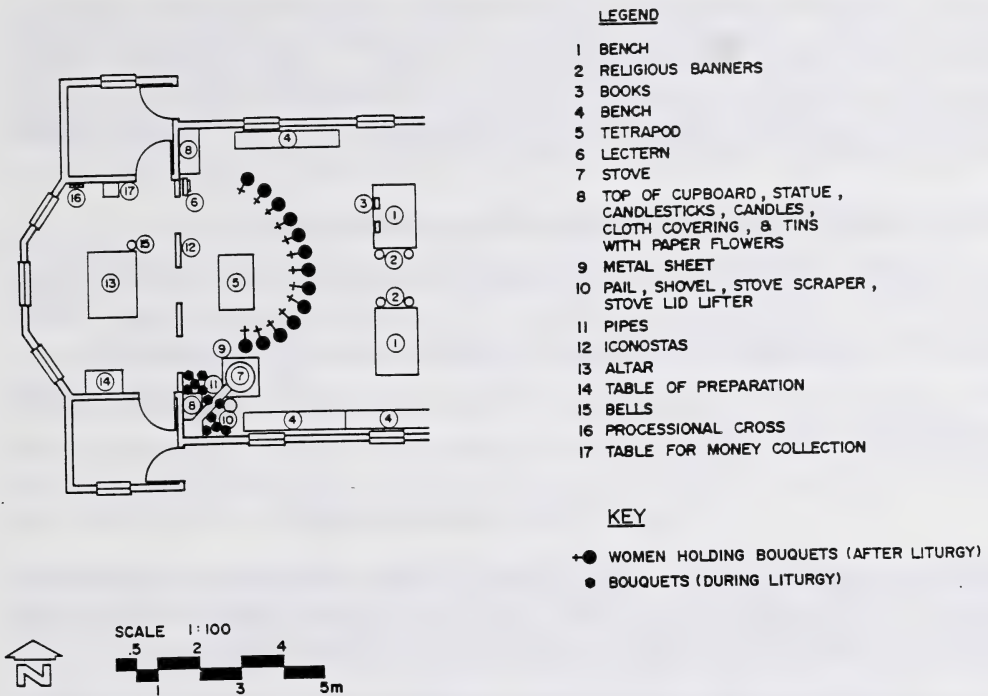 LEGEND
1 BENCH
2 RELIGIOUS BANNERS
3 BOOKS
4 BENCH
5 TETRAPOD
6 LECTERN
7 STOVE
8 TOP OF CUPBOARD, STATUE,
CANDLESTICKS, CANDLES,
CLOTH COVERING, & TINS
WITH PAPER FLOWERS
9 METAL SHEET
10 PAIL, SHOVEL, STOVE SCRAPER,
STOVE LID LIFTER
11 PIPES
12 ICONOSTAS
13 ALTAR
14 TABLE OF PREPARATION
15 BELLS
16 PROCESSIONAL CROSS
17 TABLE FOR MONEY COLLECTION
KEY
WOMEN HOLDING BOUQUETS (AFTER LITURGY)
BOUQUETS (DURING LITURGY)
4
8
16
17
6
3
1
15
12
2
13
5
2
9
1
7
14
11
8
10
4
4
SCALE 1:100
.5 2 4
1 3 5m
N